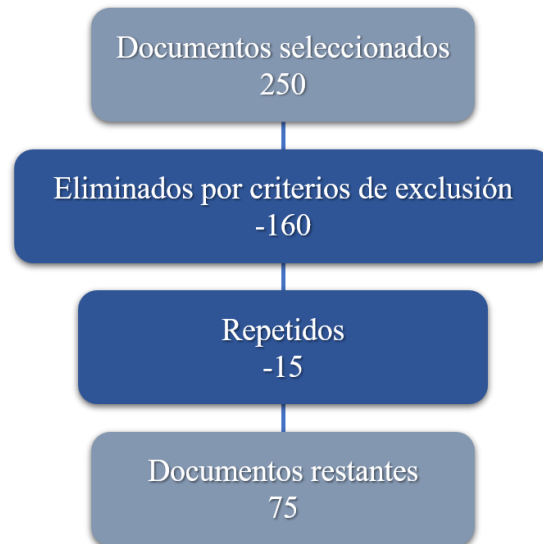 Documentos seleccionados
250
Eliminados por criterios de exclusión
-160
Repetidos
-15
Documentos restantes
75